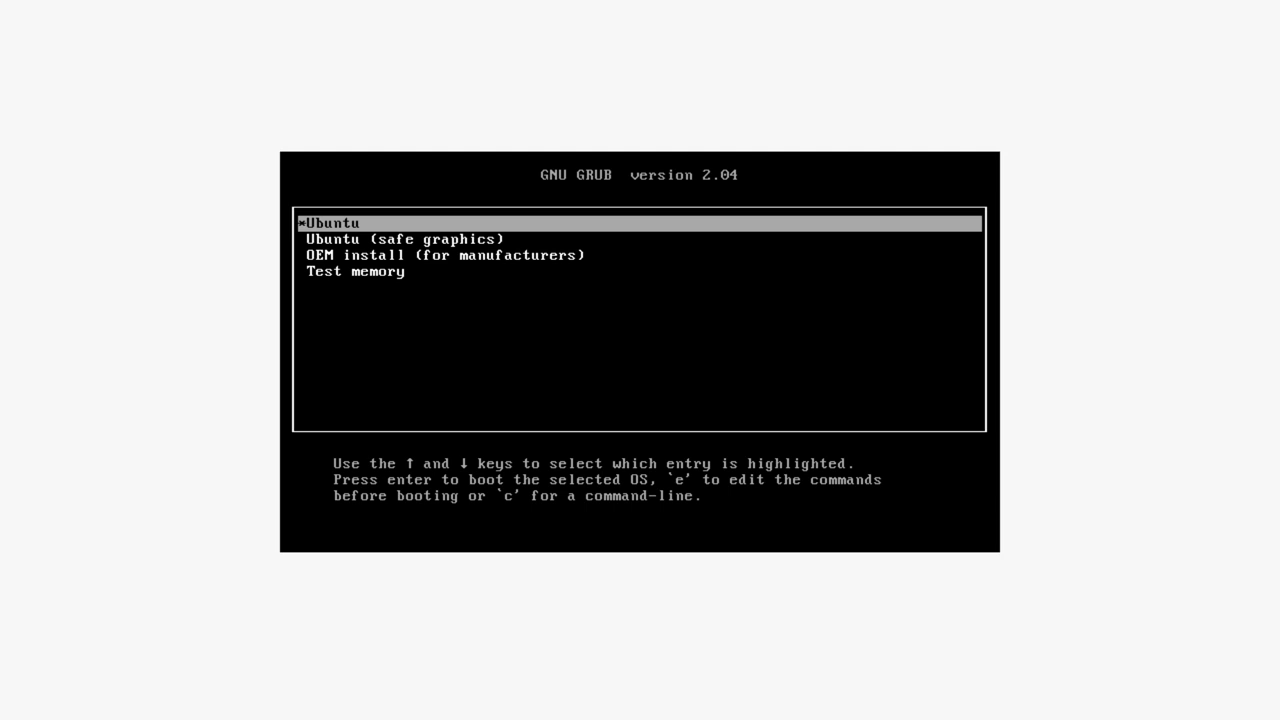 GNU GRUB  version 2.04
*Ubuntu
Ubuntu (safe graphics)
OEM install (for manufacturers)
Test memory
Use the ↑ and ↓ keys to select which entry is highlighted.
Press enter to boot the selected OS, `e' to edit the commands
before booting or `c' for a command-line.